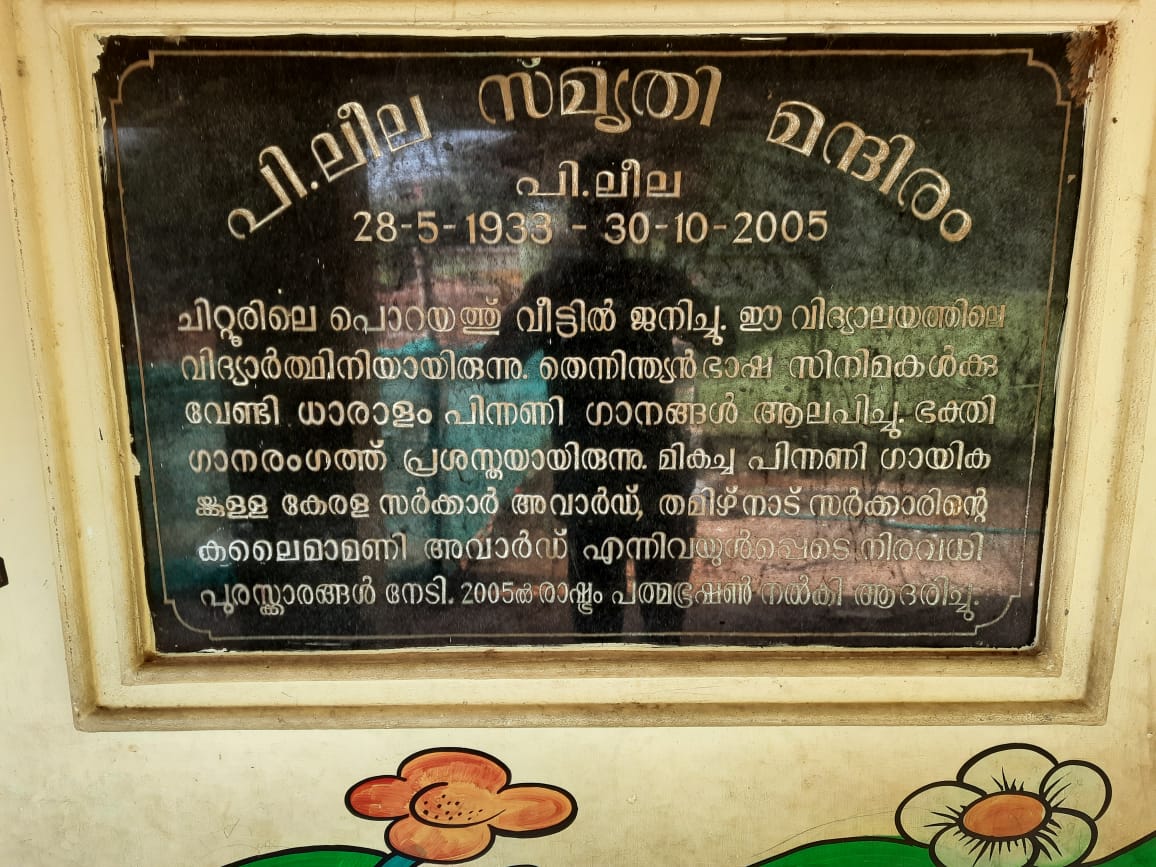 പി.ലീല സ്മൃതി മന്ദിരം
പി.ലീല
28-5-1933 - 30-10-2005
ചിറ്റൂരിലെ പൊറയത്ത് വീട്ടിൽ ജനിച്ചു. ഈ വിദ്യാലയത്തിലെ
വിദ്യാർത്ഥിനിയായിരുന്നു. തെന്നിന്ത്യൻ ഭാഷ സിനിമകൾക്കു
വേണ്ടി ധാരാളം പിന്നണി ഗാനങ്ങൾ ആലപിച്ചു. ഭക്തി
ഗാനരംഗത്ത് പ്രശസ്തയായിരുന്നു. മികച്ച പിന്നണി ഗായിക
ക്കുള്ള കേരള സർക്കാർ അവാർഡ്, തമിഴ് നാട് സർക്കാരിന്റെ
കലൈമാമണി അവാർഡ് എന്നിവയുൾപ്പെടെ നിരവധി
പുരസ്ക്കാരങ്ങൾ നേടി. 2005ൽ രാഷ്ട്രം പത്മഭൂഷൺ നൽകി ആദരിച്ചു.